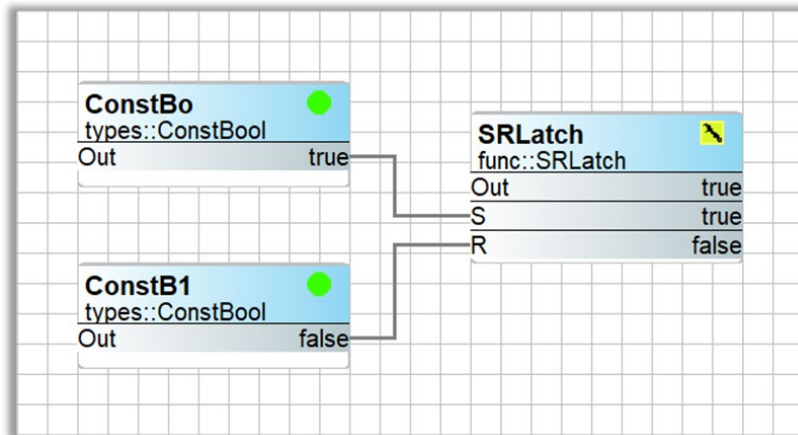 ConstBo
types::ConstBool
Out true
ConstB1
types::ConstBool
Out false
SRLatch
func::SRLatch
Out true
S true
R false